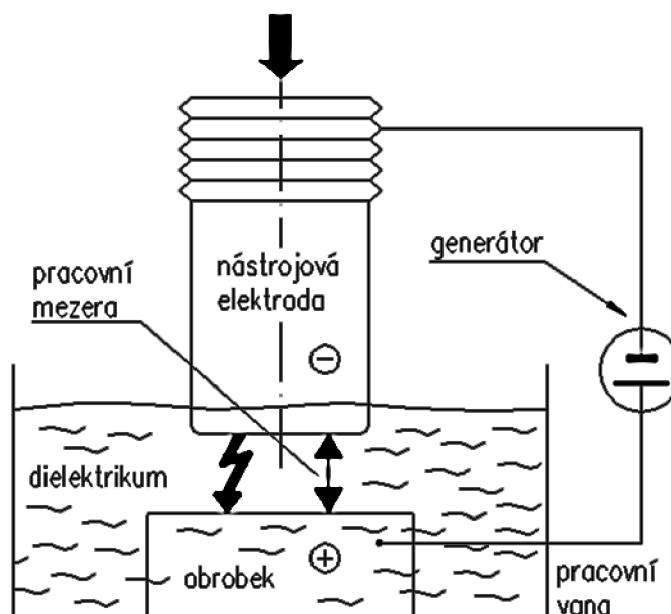 generátor
nástrojová
elektroda
pracovní
mezera
−
dielektrikum
+
obrobek
pracovní
vana